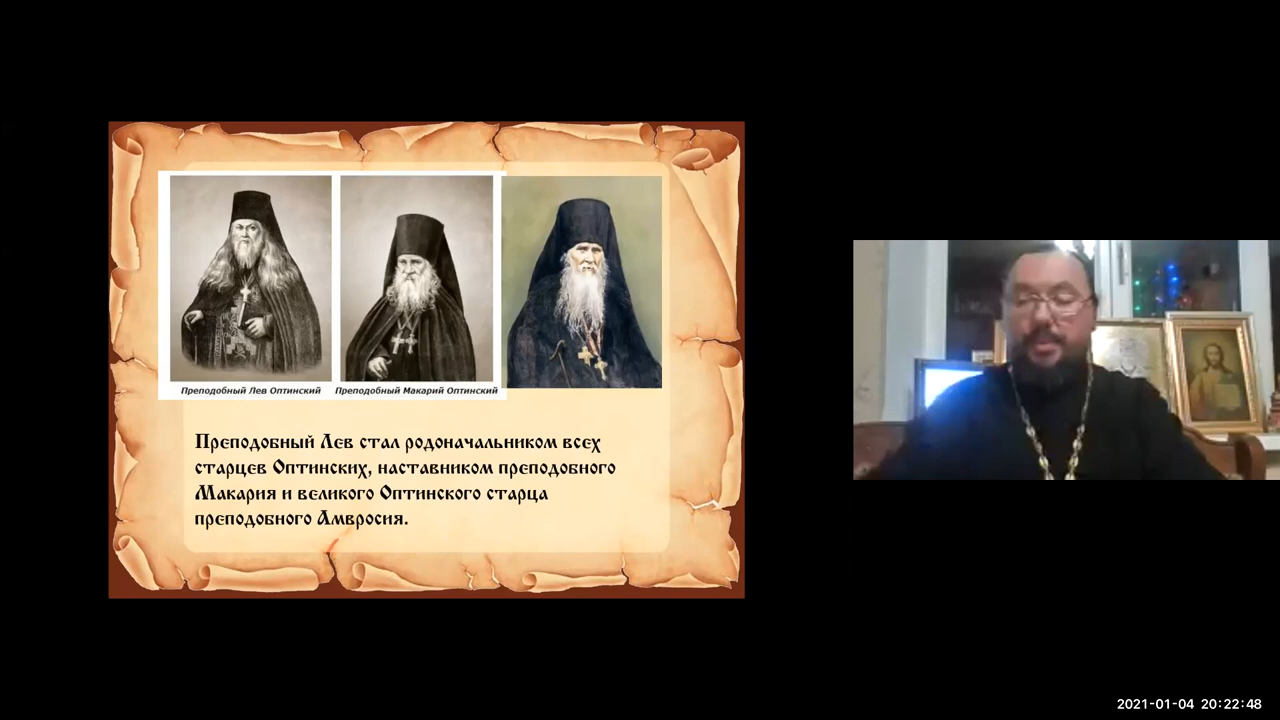 Преподобный Лев Оптинский
Преподобный Макарий Оптинский
Преподобный Лев стал родоначальником всех
старцев Оптинских, наставником преподобного
Макария и великого Оптинского старца
преподобного Амвросия.
2021-01-04 20:22:48